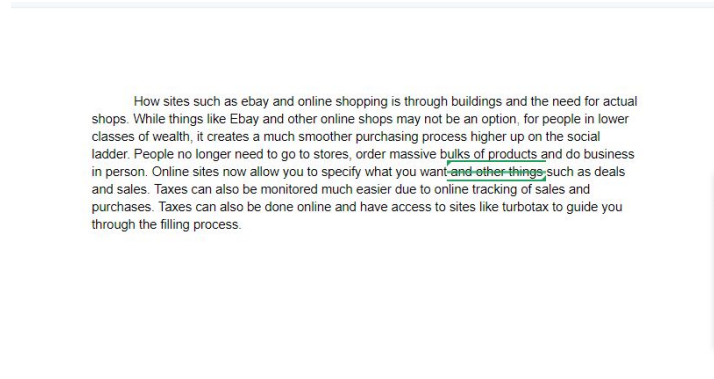 How sites such as ebay and online shopping is through buildings and the need for actual
shops. While things like Ebay and other online shops may not be an option, for people in lower
classes of wealth, it creates a much smoother purchasing process higher up on the social
ladder. People no longer need to go to stores, order massive bulks of products and do business
in person. Online sites now allow you to specify what you want and other things such as deals
and sales. Taxes can also be monitored much easier due to online tracking of sales and
purchases. Taxes can also be done online and have access to sites like turbotax to guide you
through the filling process.